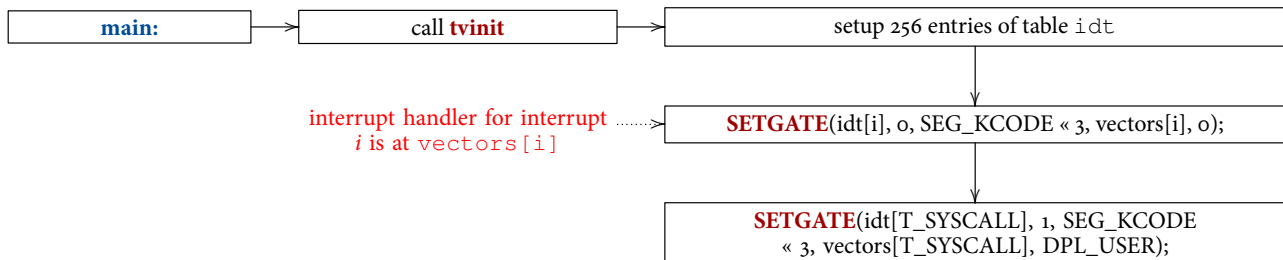 main:
call tvinit
setup 256 entries of table idt
interrupt handler for interrupt
i is at vectors[i]
SETGATE(idt[i], 0, SEG_KCODE « 3, vectors[i], 0);
SETGATE(idt[T_SYSCALL], 1, SEG_KCODE
« 3, vectors[T_SYSCALL], DPL_USER);